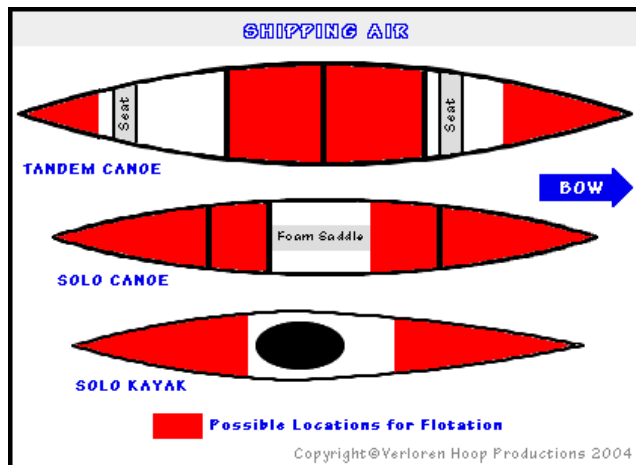 SHIPPING AIR
Seat
Seat
TANDEM CANOE
BOW
Foam Saddle
SOLO CANOE
SOLO KAYAK
Possible Locations for Flotation
Copyright©Verloren Hoop Productions 2004